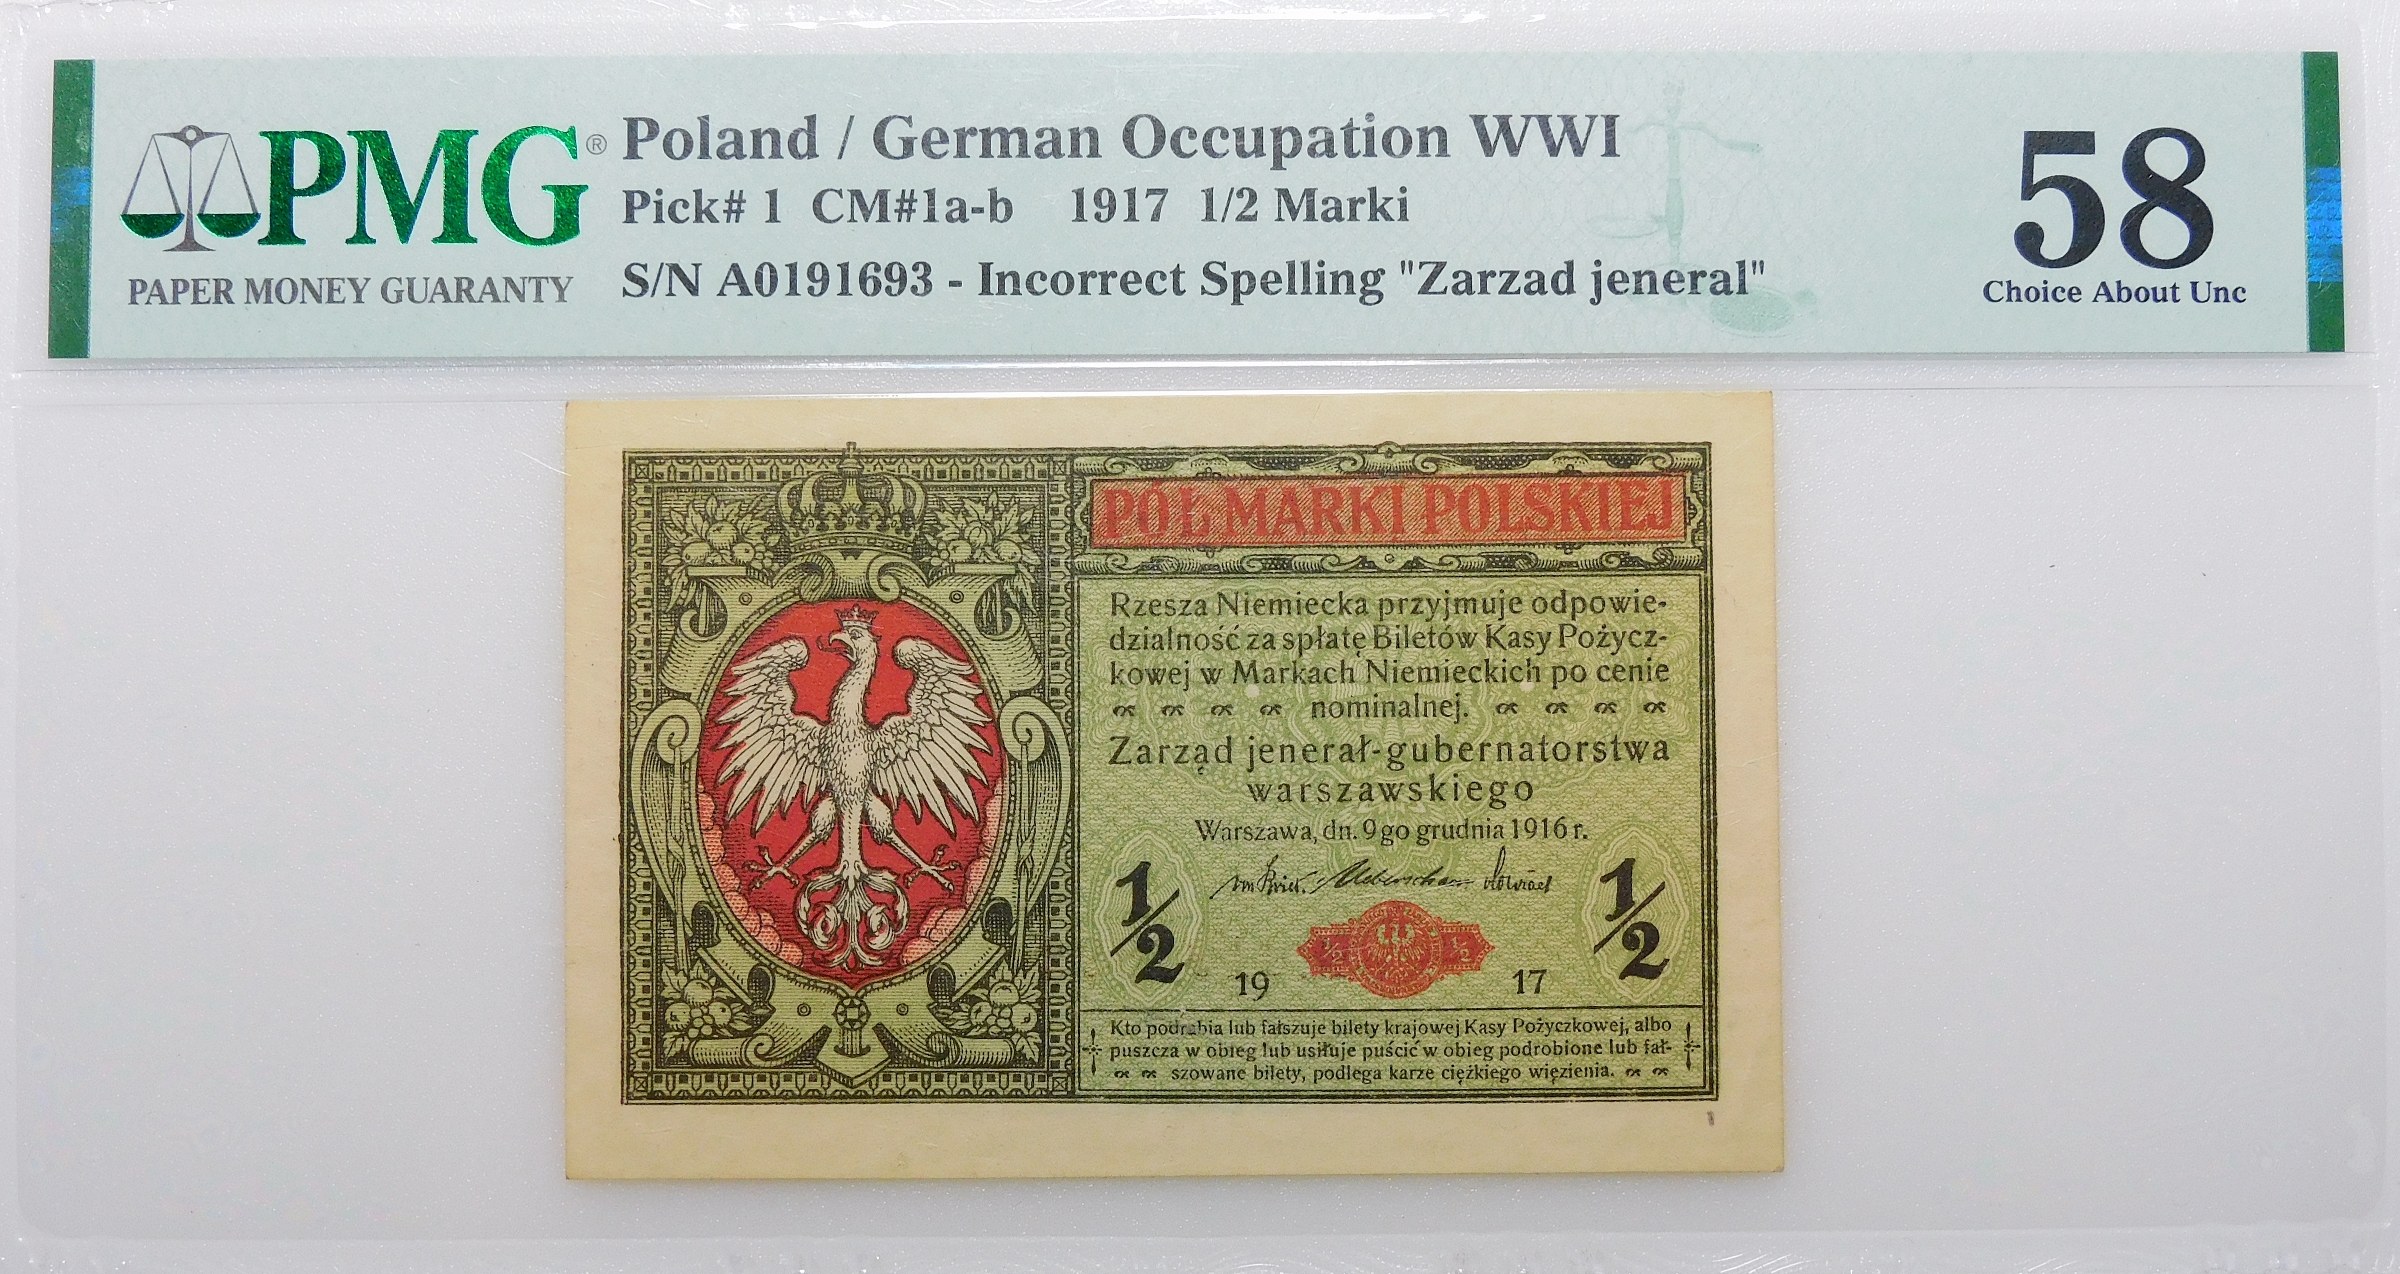 PMG®
PAPER MONEY GUARANTY
Poland / German Occupation WWI
Pick# 1 CM#1a-b 1917 1/2 Marki
S/N A0191693 - Incorrect Spelling "Zarzad jeneral"
58
Choice About Unc
PÓŁ MARKI POLSKIEJ
Rzesza Niemiecka przyjmuje odpowie-
dzialność za spłatę Biletów Kasy Pożycz-
kowej w Markach Niemieckich po cenie
nominalnej.
Zarząd jenerał-gubernatorstwa
warszawskiego
Warszawa, dn. 9go grudnia 1916 r.
1/2 1/2
1/2 1/2
19 17
Kto podrabia lub fałszuje bilety krajowej Kasy Pożyczkowej, albo
puszcza w obieg lub usiłuje puścić w obieg podrobione lub fał-
szowane bilety, podlega karze ciężkiego więzienia.